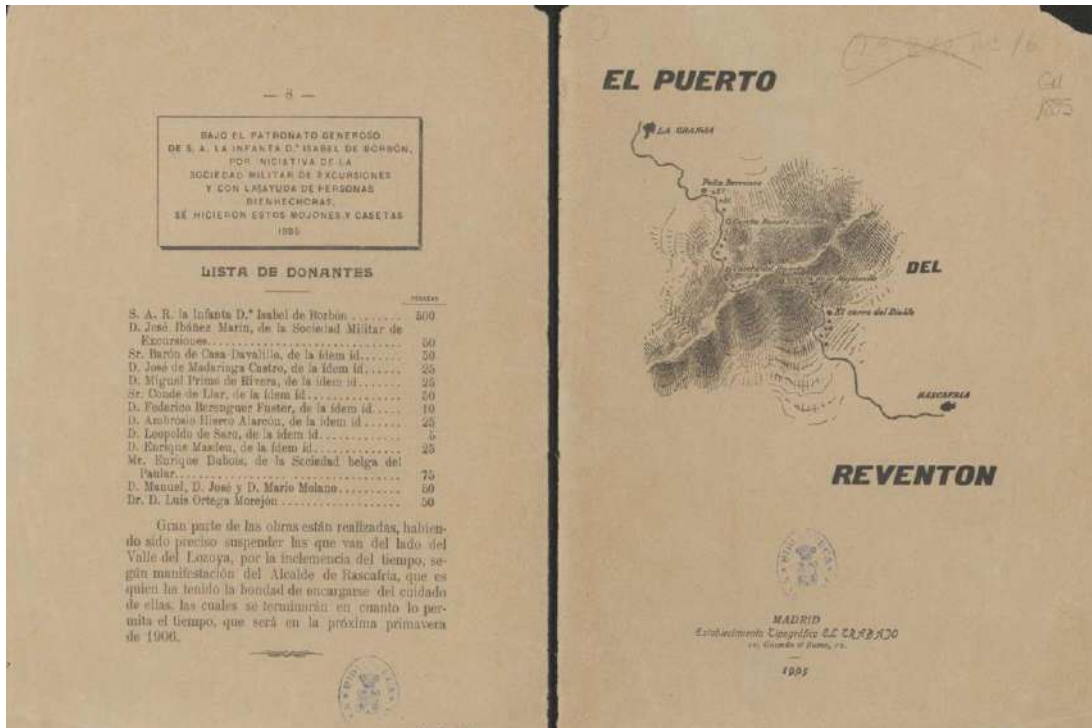 — 8 —
BAJO EL PATRONATO GENEROSO
DE S. A. LA INFANTA D.ª ISABEL DE BORBÓN,
POR INICIATIVA DE LA
SOCIEDAD MILITAR DE EXCURSIONES
Y CON LA AYUDA DE PERSONAS
BIENHECHORAS,
SE HICIERON ESTOS MOJONES Y CASETAS
1905
LISTA DE DONANTES
PESETAS
S. A. R. la Infanta D.ª Isabel de Borbón ........ 500
D. José Ibáñez Marín, de la Sociedad Militar de
Excursiones........ 50
Sr. Barón de Casa Davalillo, de la ídem íd...... 50
D. José de Madariaga Castro, de la ídem íd...... 25
D. Miguel Primo de Rivera, de la ídem íd...... 25
Sr. Conde de Llar, de la ídem íd........ 50
D. Federico Berenguer Fuster, de la ídem íd..... 10
D. Ambrosio Hierro Alarcón, de la ídem íd...... 25
D. Leopoldo de Saro, de la ídem íd........ 5
D. Enrique Masdeu, de la ídem íd........ 25
Mr. Enrique Dubois, de la Sociedad belga del
Paular........ 75
D. Manuel, D. José y D. Mario Molano........ 50
Dr. D. Luis Ortega Morejón........ 50
Gran parte de las obras están realizadas, habien-
do sido preciso suspender las que van del lado del
Valle del Lozoya, por la inclemencia del tiempo, se-
gún manifestación del Alcalde de Rascafría, que es
quien ha tenido la bondad de encargarse del cuidado
de ellas, las cuales se terminarán en cuanto lo per-
mita el tiempo, que será en la próxima primavera
de 1906.
EL PUERTO
LA GRANJA
Peña Berrueco
DEL
El carro del Diablo
RASCAFRIA
REVENTON
MADRID
Establecimiento Tipográfico EL TRABAJO
Guzmán el Bueno,
1905